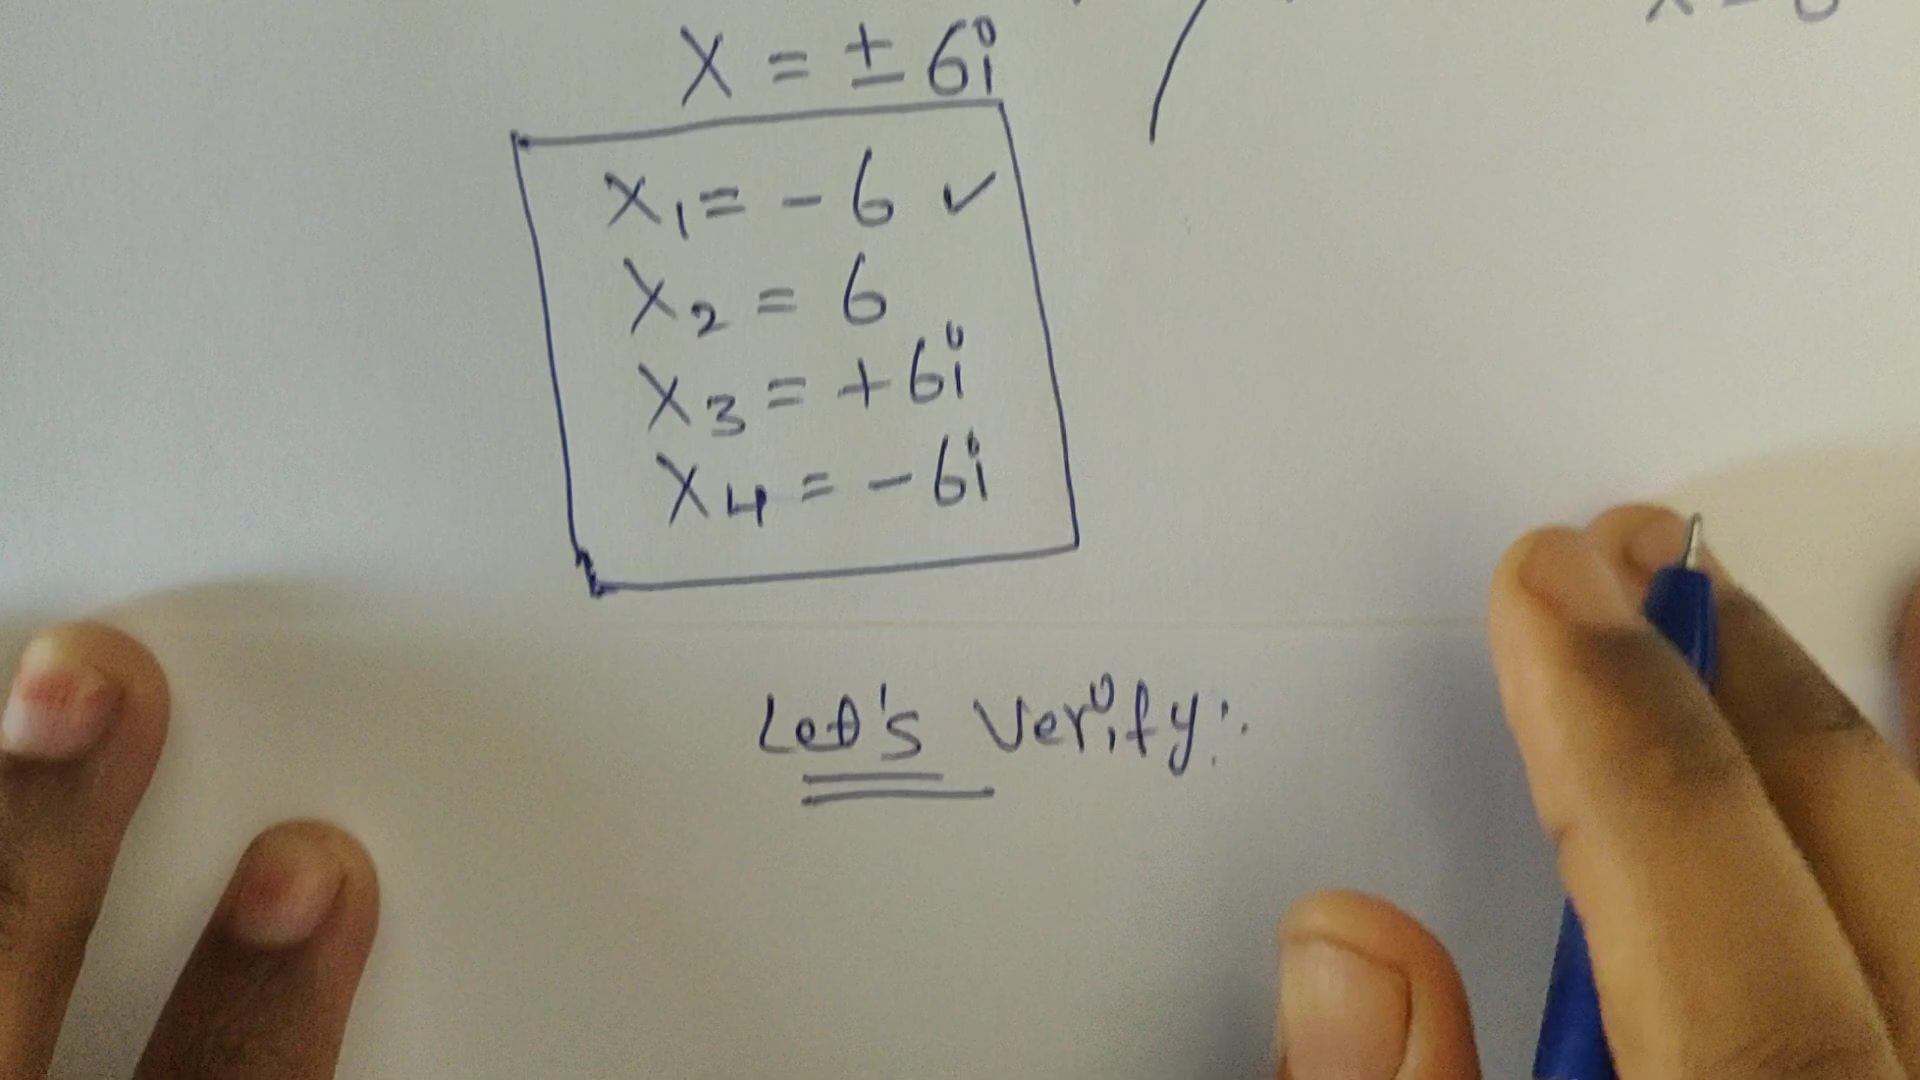 X = ± 6i
X₁ = - 6 ✓
X₂ = 6
X₃ = + 6i
X₄ = - 6i
Let's Verify: